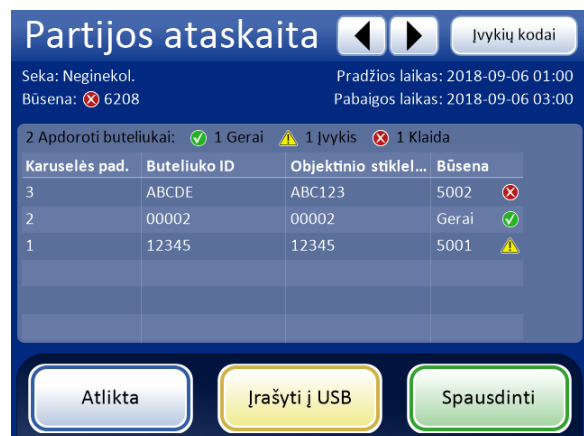 Partijos ataskaita
Įvykių kodai
Seka: Neginekol.
Pradžios laikas: 2018-09-06 01:00
Būsena: 6208
Pabaigos laikas: 2018-09-06 03:00
2 Apdoroti buteliukai: 1 Gerai 1 Įvykis 1 Klaida
Karuselės pad. Buteliuko ID Objektinio stiklel... Būsena
3 ABCDE ABC123 5002
2 00002 00002 Gerai
1 12345 12345 5001
Atlikta
Įrašyti į USB
Spausdinti